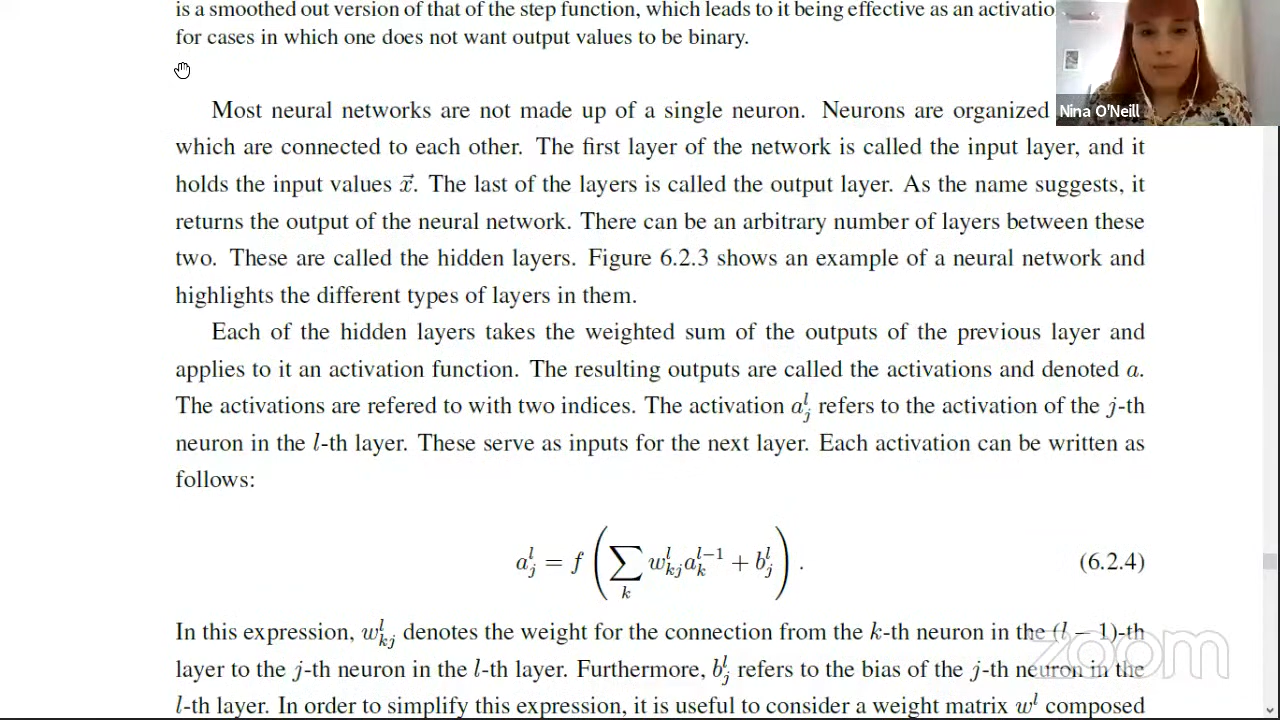 is a smoothed out version of that of the step function, which leads to it being effective as an
for cases in which one does not want output values to be binary.
Most neural networks are not made up of a single neuron. Neurons are organized
Nina O'Neill
which are connected to each other. The first layer of the network is called the input layer, and it
holds the input values x⃗. The last of the layers is called the output layer. As the name suggests, it
returns the output of the neural network. There can be an arbitrary number of layers between these
two. These are called the hidden layers. Figure 6.2.3 shows an example of a neural network and
highlights the different types of layers in them.
Each of the hidden layers takes the weighted sum of the outputs of the previous layer and
applies to it an activation function. The resulting outputs are called the activations and denoted a.
The activations are refered to with two indices. The activation a_j^l refers to the activation of the j-th
neuron in the l-th layer. These serve as inputs for the next layer. Each activation can be written as
follows:
a_j^l = f ( ∑_k w_{kj}^l a_k^{l−1} + b_j^l ) . (6.2.4)
In this expression, w_{kj}^l denotes the weight for the connection from the k-th neuron in the (l − 1)-th
layer to the j-th neuron in the l-th layer. Furthermore, b_j^l refers to the bias of the j-th neuron in the
l-th layer. In order to simplify this expression, it is useful to consider a weight matrix w^l composed
zoom